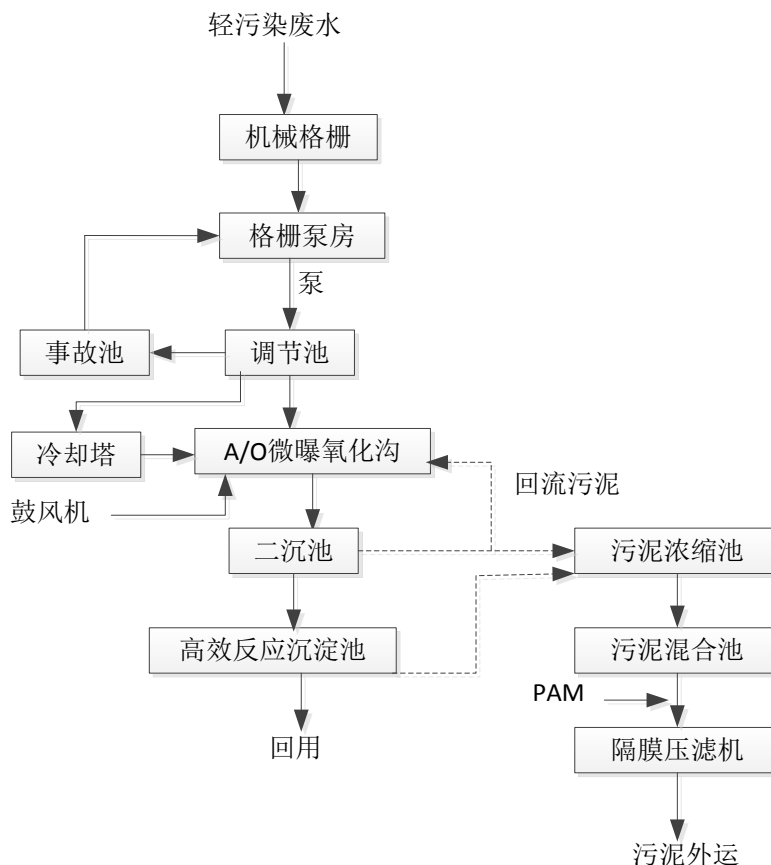 轻污染废水
机械格栅
格栅泵房
泵
事故池
调节池
冷却塔
A/O微曝氧化沟
回流污泥
鼓风机
二沉池
污泥浓缩池
高效反应沉淀池
污泥混合池
PAM
回用
隔膜压滤机
污泥外运